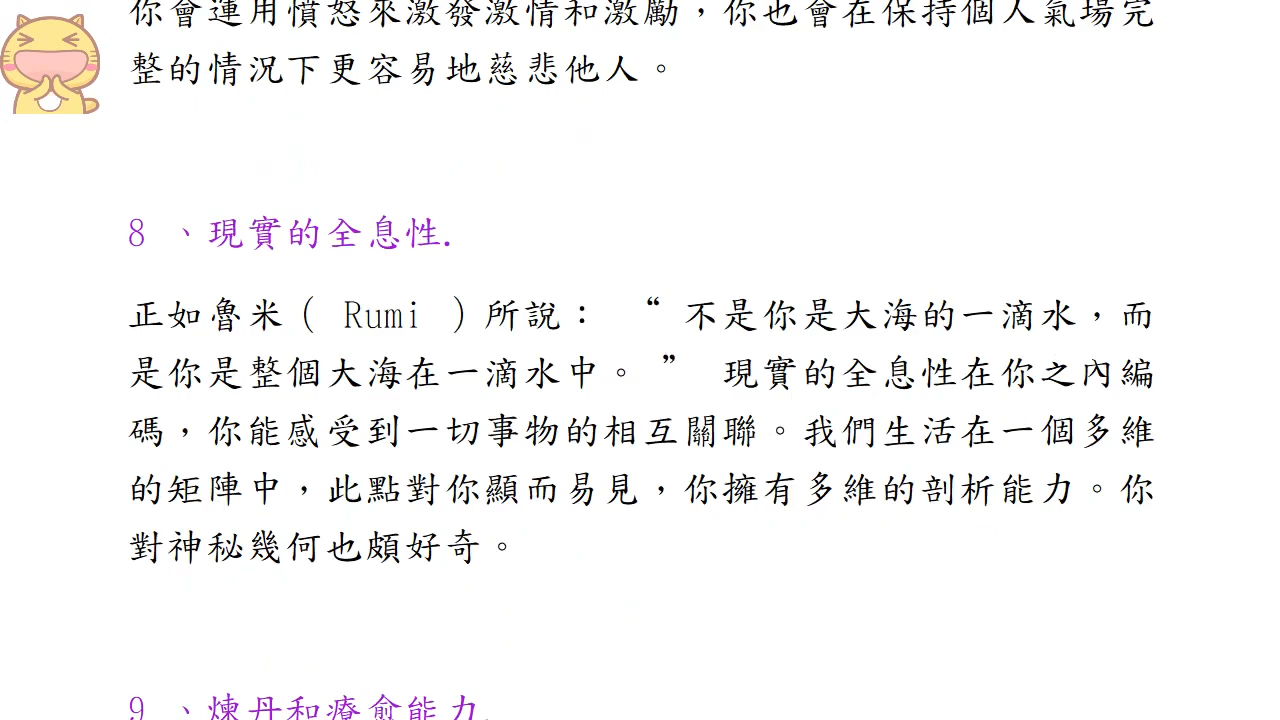 你會運用憤怒來激發激情和激勵，你也會在保持個人氣場完
整的情況下更容易地慈悲他人。
8 、現實的全息性.
正如魯米（ Rumi ）所說： “ 不是你是大海的一滴水，而
是你是整個大海在一滴水中。 ” 現實的全息性在你之內編
碼，你能感受到一切事物的相互關聯。我們生活在一個多維
的矩陣中，此點對你顯而易見，你擁有多維的剖析能力。你
對神秘幾何也頗好奇。
9 、煉丹和療愈能力.